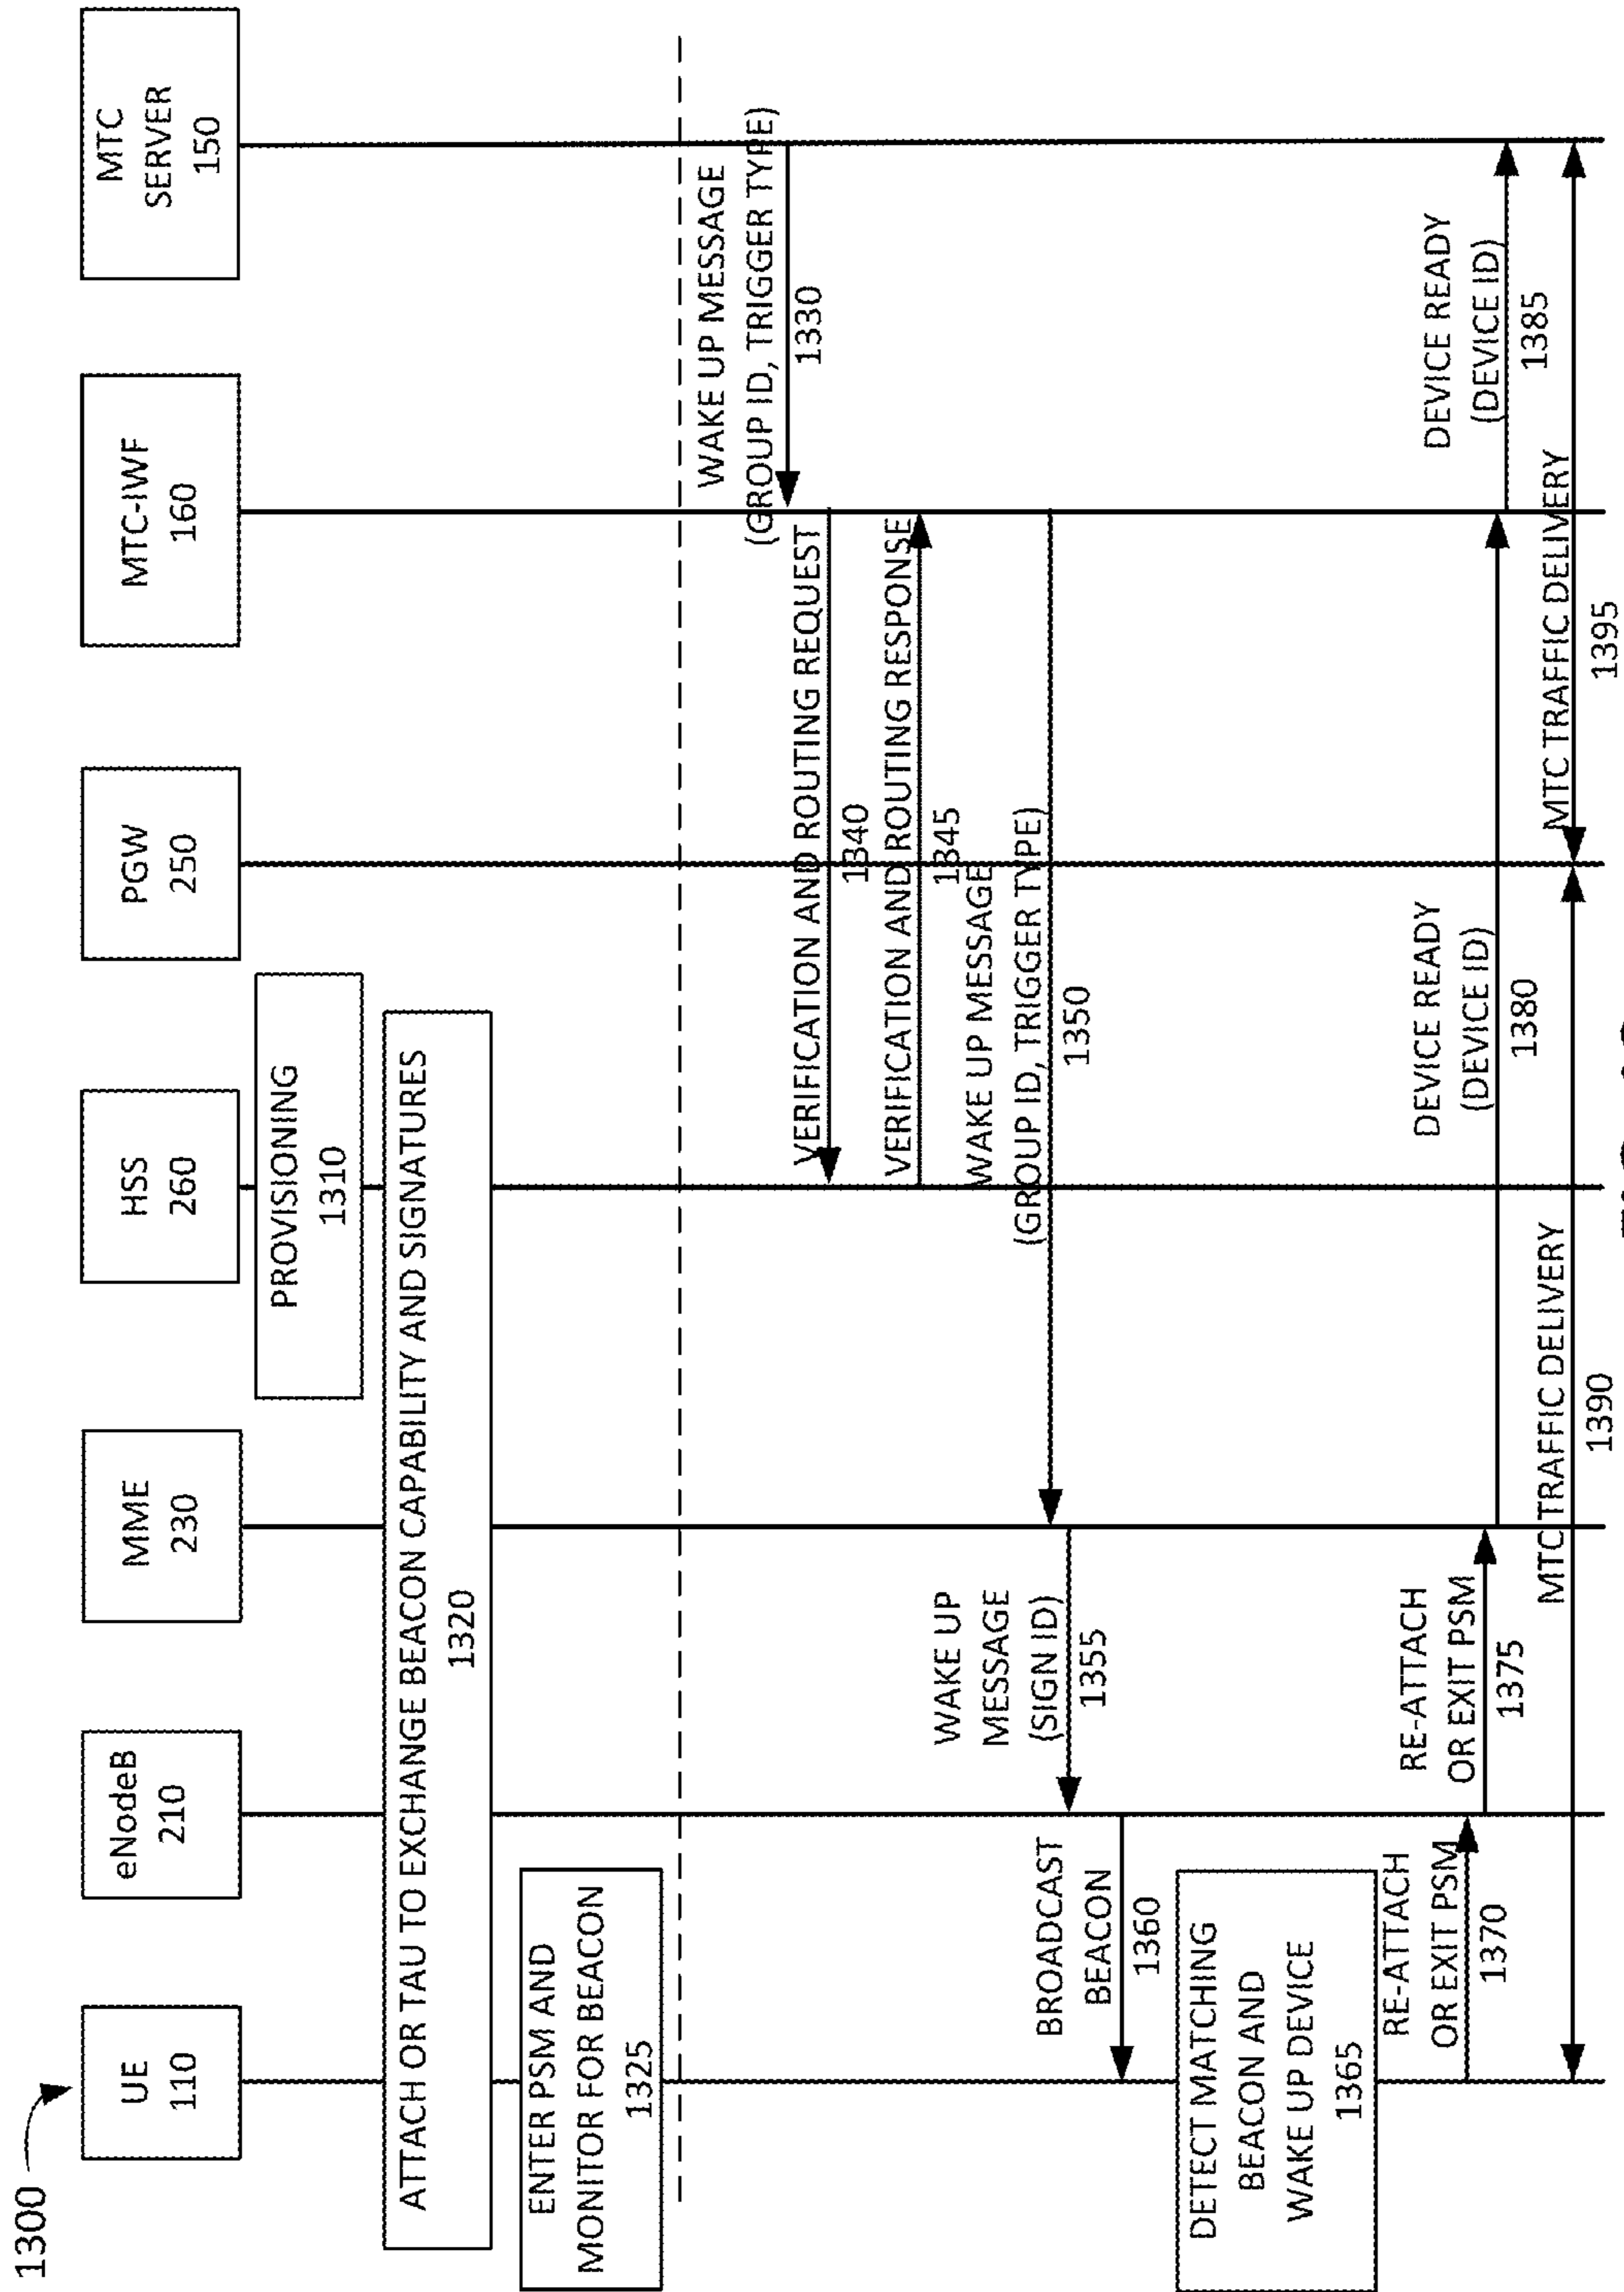 1300
UE
110
eNodeB
210
MME
230
HSS
260
PGW
250
MTC-IWF
160
MTC
SERVER
150
PROVISIONING
1310
ATTACH OR TAU TO EXCHANGE BEACON CAPABILITY AND SIGNATURES
1320
ENTER PSM AND
MONITOR FOR BEACON
1325
WAKE UP MESSAGE
(GROUP ID, TRIGGER TYPE)
1330
VERIFICATION AND ROUTING REQUEST
1340
VERIFICATION AND ROUTING RESPONSE
1345
WAKE UP MESSAGE
(GROUP ID, TRIGGER TYPE)
1350
WAKE UP
MESSAGE
(SIGN ID)
1355
BROADCAST
BEACON
1360
DETECT MATCHING
BEACON AND
WAKE UP DEVICE
1365
RE-ATTACH
OR EXIT PSM
1370
RE-ATTACH
OR EXIT PSM
1375
DEVICE READY
(DEVICE ID)
1380
DEVICE READY
(DEVICE ID)
1385
MTC TRAFFIC DELIVERY
1390
MTC TRAFFIC DELIVERY
1395